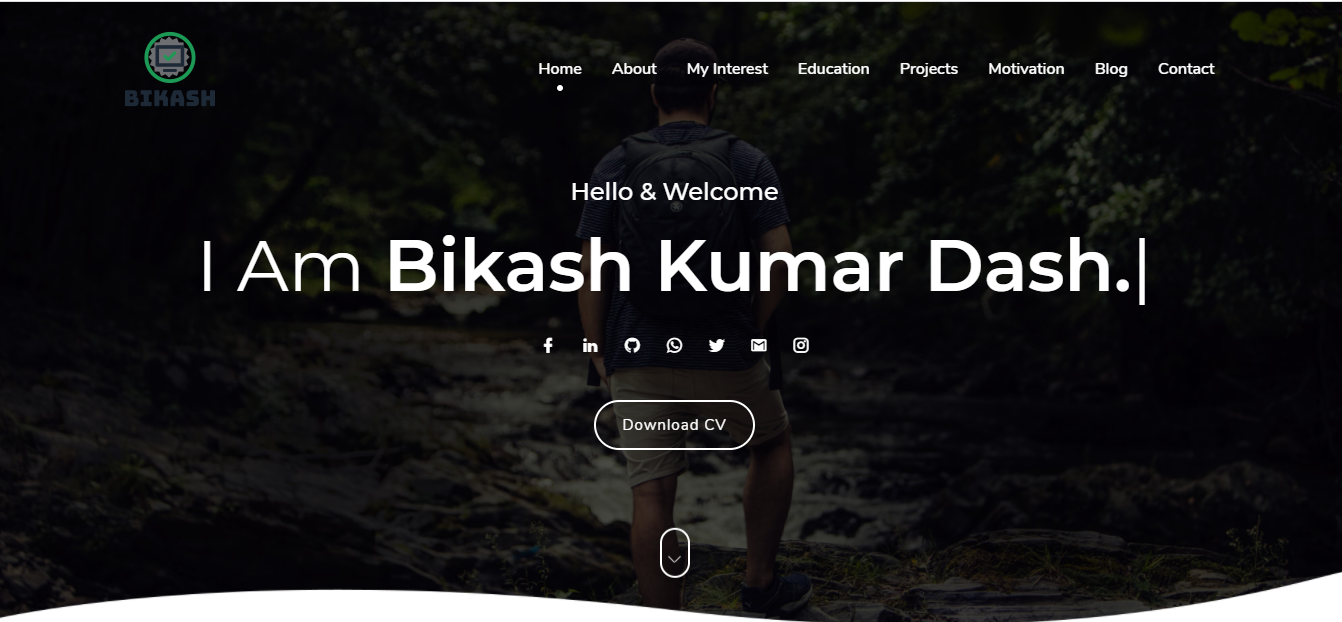 BIKASH
Home About My Interest Education Projects Motivation Blog Contact
Hello & Welcome
I Am Bikash Kumar Dash.|
Download CV